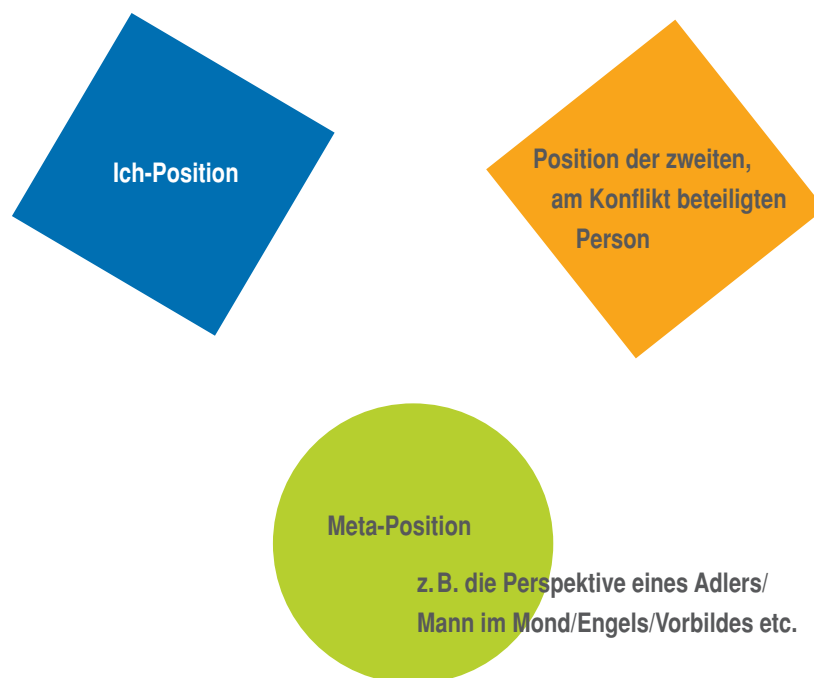 Ich-Position
Position der zweiten,
am Konflikt beteiligten
Person
Meta-Position
z. B. die Perspektive eines Adlers/
Mann im Mond/Engels/Vorbildes etc.